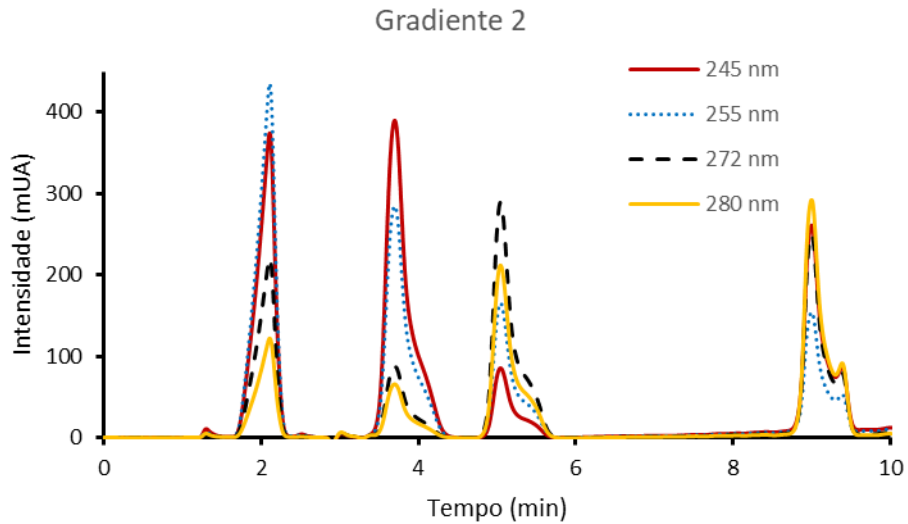 Gradiente 2
245 nm
255 nm
272 nm
280 nm
Intensidade (mUA)
400
300
200
100
0
0 2 4 6 8 10
Tempo (min)